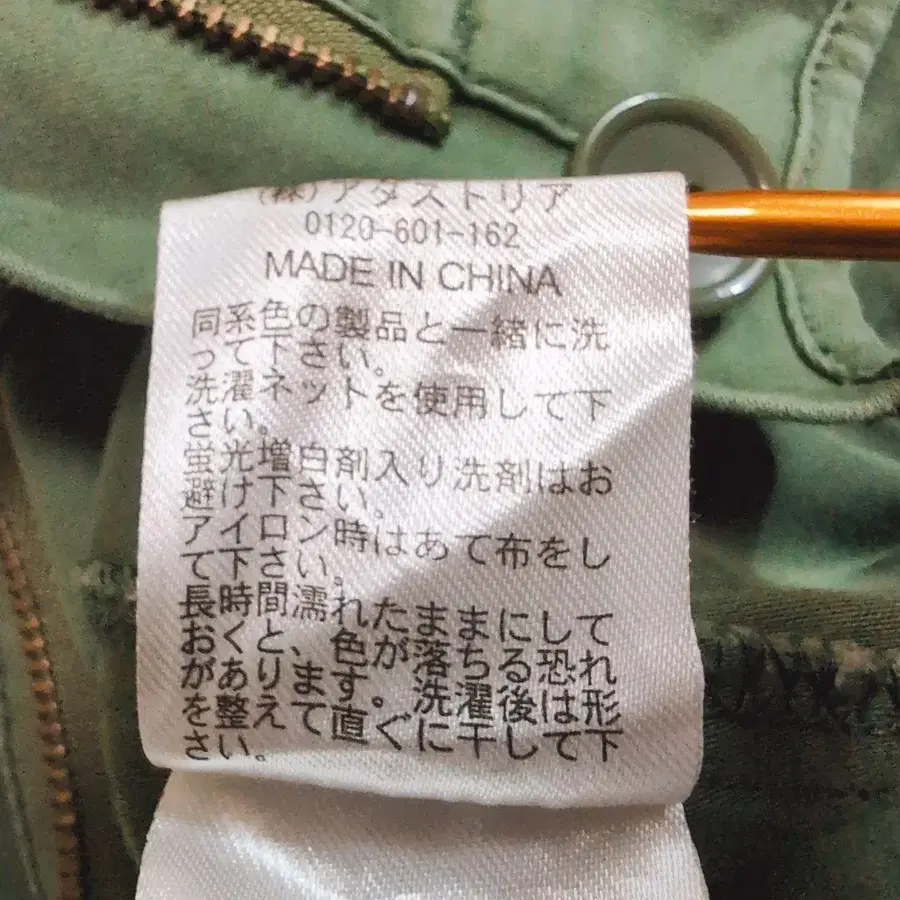 (株)アダストリア
0120-601-162
MADE IN CHINA
同系色の製品と一緒に洗
って下さい。
洗濯ネットを使用して下
さい。
蛍光増白剤入り洗剤はお
避け下さい。
アイロン時はあて布をし
て下さい。
長時間濡れたままにして
おくと、色が落ちる恐れ
があります。洗濯後は形
を整えて直ぐに干して下
さい。